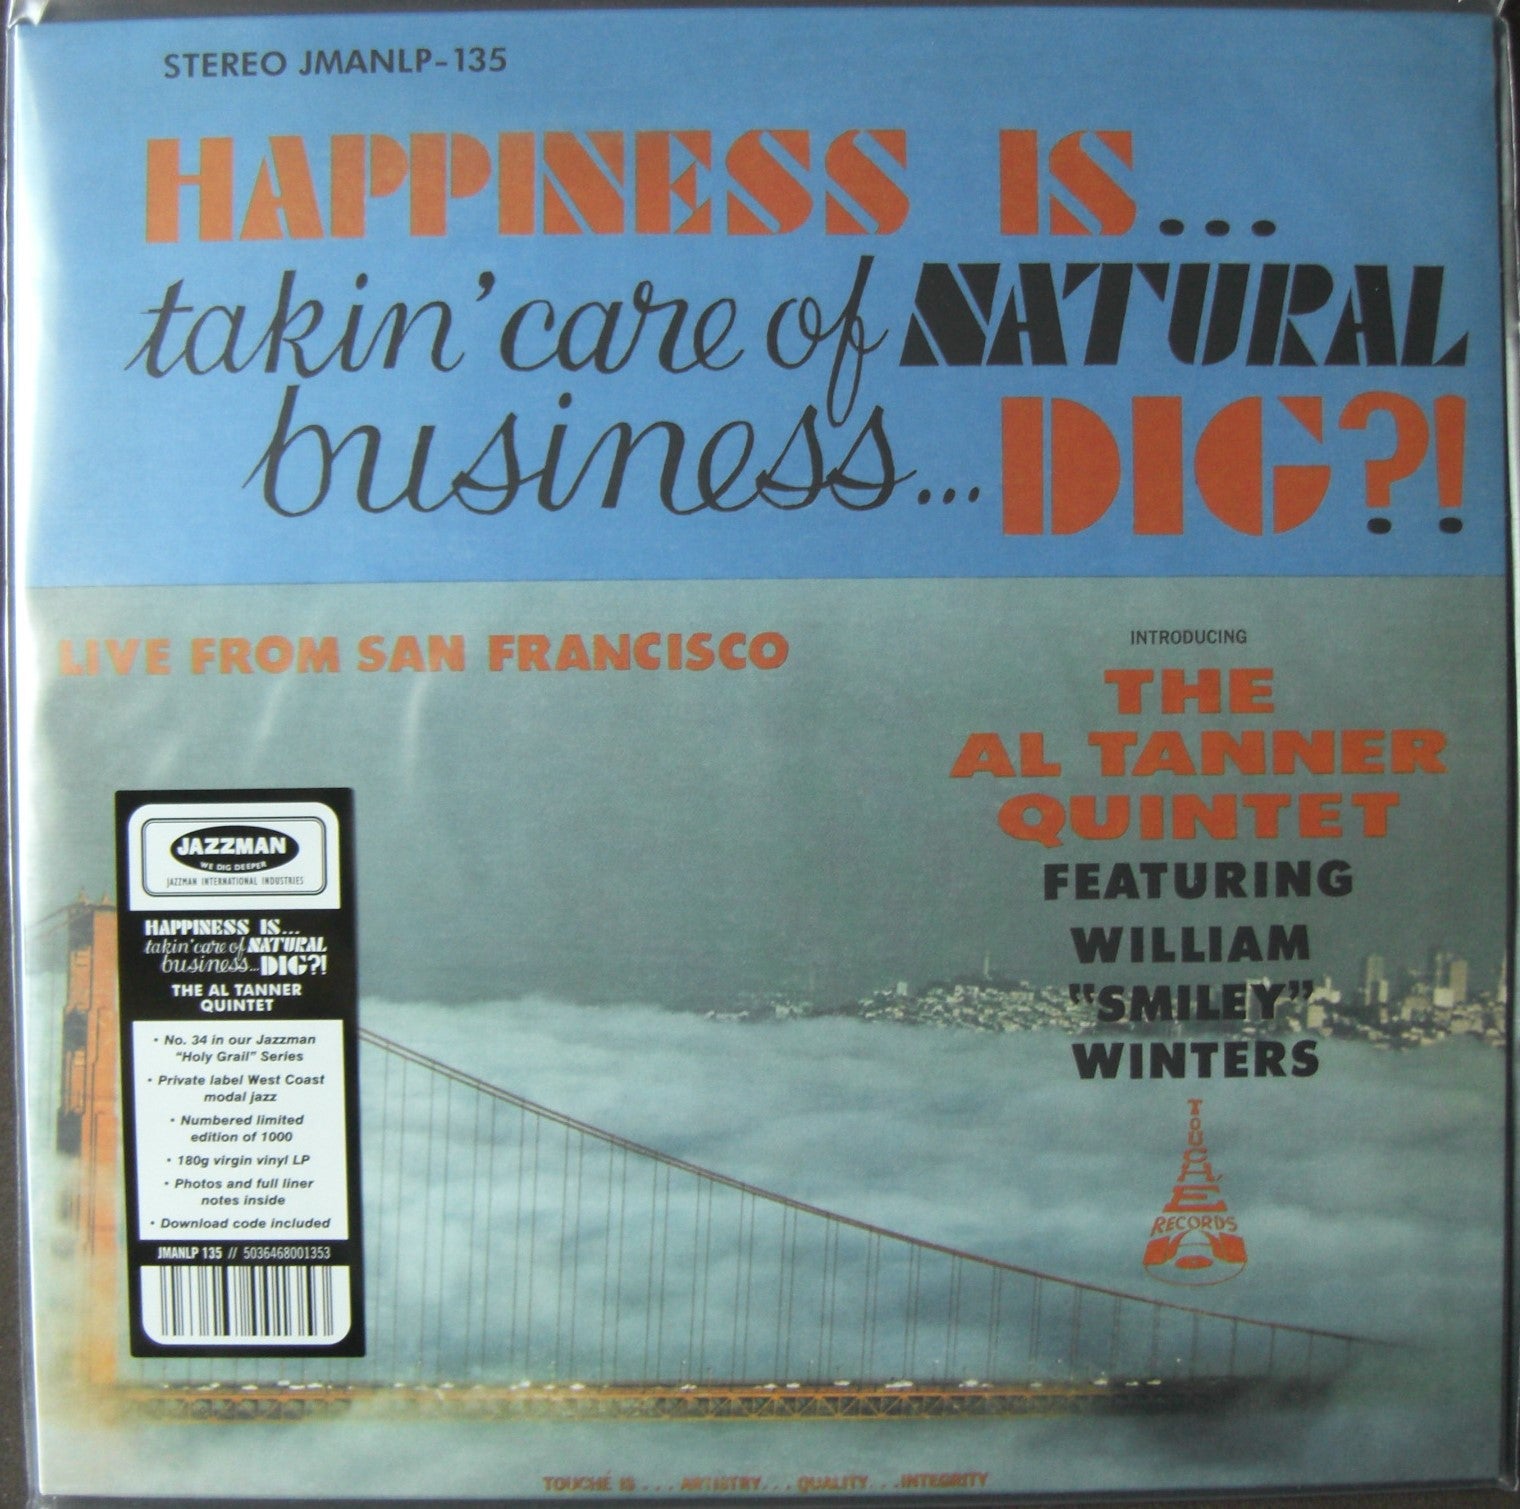 STEREO JMANLP-135
HAPPINESS IS...
takin' care of NATURAL
business... DIG?!
LIVE FROM SAN FRANCISCO
INTRODUCING
THE
AL TANNER
QUINTET
FEATURING
WILLIAM
"SMILEY"
WINTERS
TOUCHÉ
RECORDS
JAZZMAN
WE DIG DEEPER
JAZZMAN INTERNATIONAL INDUSTRIES
HAPPINESS IS...
takin' care of NATURAL
business... DIG?!
THE AL TANNER
QUINTET
• No. 34 in our Jazzman
"Holy Grail" Series
• Private label West Coast
modal jazz
• Numbered limited
edition of 1000
• 180g virgin vinyl LP
• Photos and full liner
notes inside
• Download code included
JMANLP 135 // 5036468001353
TOUCHÉ IS . . . ARTISTRY . . . QUALITY . . . INTEGRITY